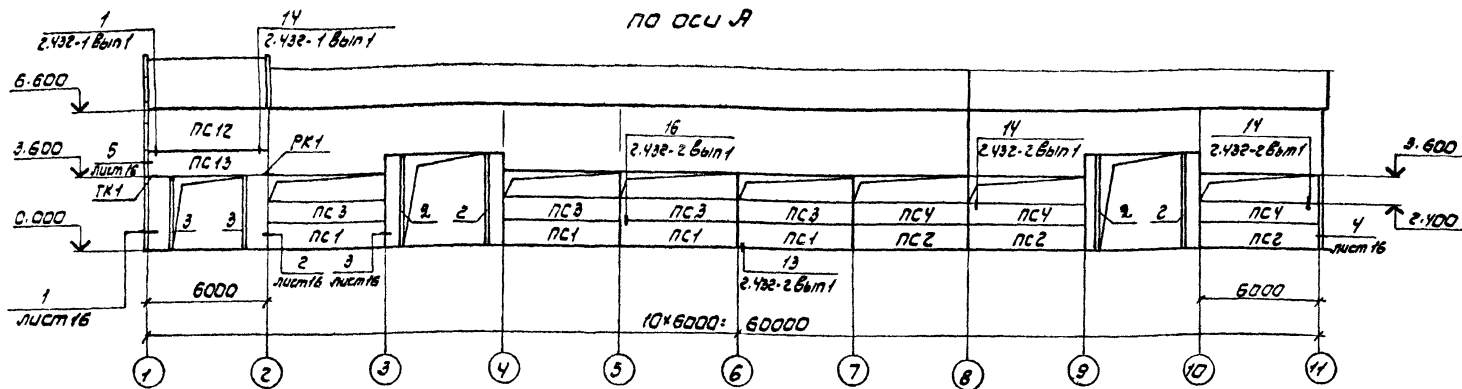 по оси А
1
2.432-1 Вып 1
14
2.432-1 Вып 1
6.600
3.600
0.000
5
лист 16
ТК1
ПС12
ПС13
РК1
3
3
16
2.432-2 Вып 1
14
2.432-2 Вып 1
14
2.432-2 Вып 1
3.600
2.400
ПС3
ПС3
ПС3
ПС3
ПС4
ПС4
ПС4
ПС1
ПС1
ПС1
ПС1
ПС2
ПС2
ПС2
2
2
2
2
1
лист 16
2
лист 16
3
лист 16
13
2.432-2 Вып 1
4
лист 16
6000
6000
10×6000= 60000
1
2
3
4
5
6
7
8
9
10
11